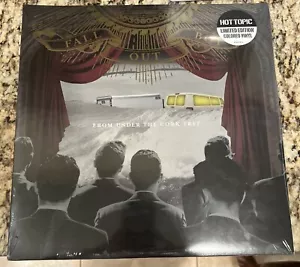 FALL
OUT
HOT TOPIC
LIMITED EDITION
COLORED VINYL
FROM UNDER THE CORK TREE